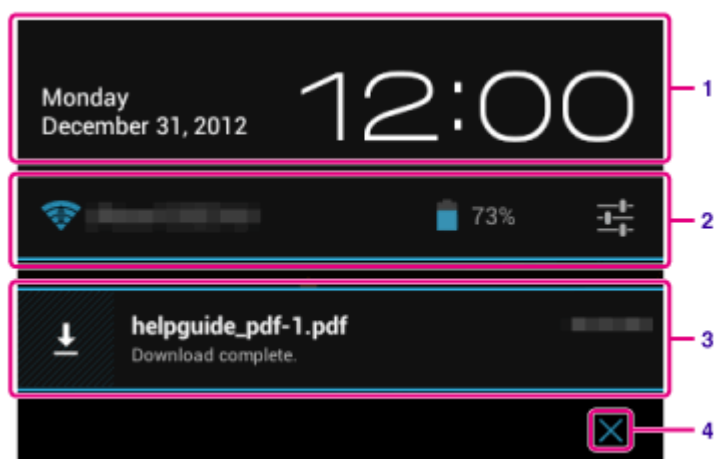 Monday
December 31, 2012
12:00
1
73%
2
helpguide_pdf-1.pdf
Download complete.
3
4